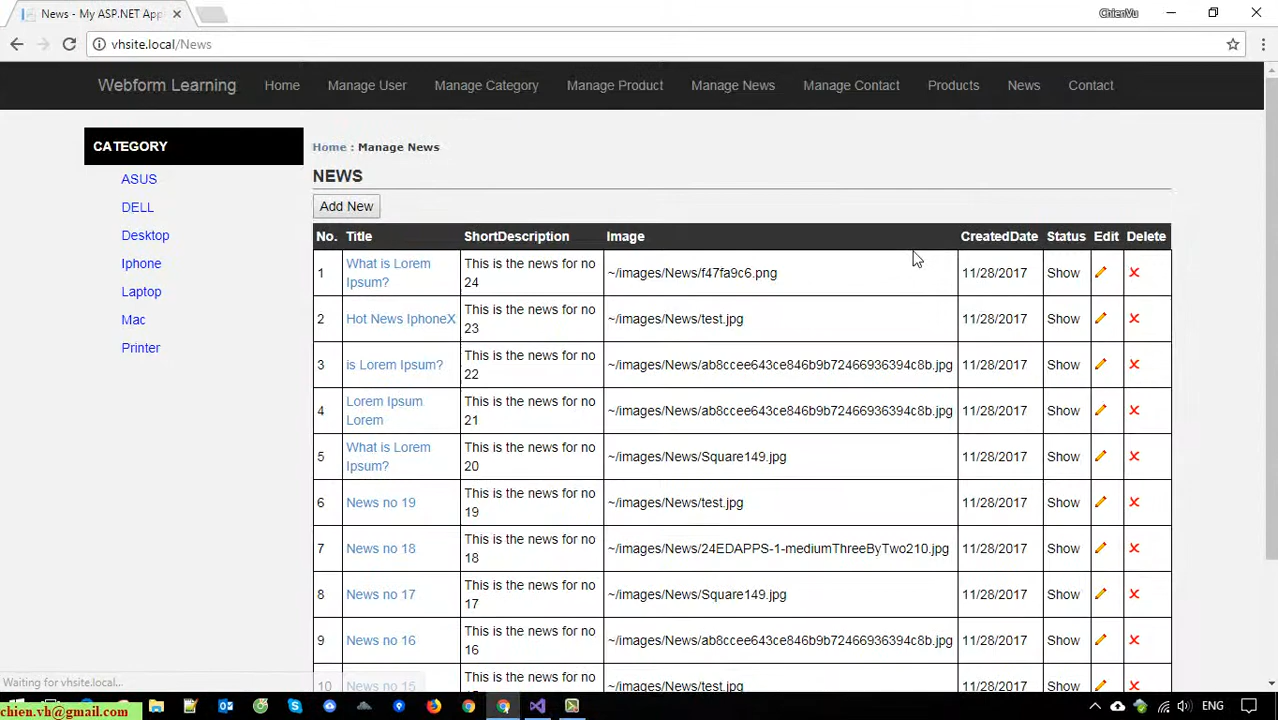 News - My ASP.NET App
ChienVu
vhsite.local/News
Webform Learning Home Manage User Manage Category Manage Product Manage News Manage Contact Products News Contact
CATEGORY
ASUS
DELL
Desktop
Iphone
Laptop
Mac
Printer
Home : Manage News
NEWS
Add New
No. Title ShortDescription Image CreatedDate Status Edit Delete
1 What is Lorem Ipsum? This is the news for no 24 ~/images/News/f47fa9c6.png 11/28/2017 Show
2 Hot News IphoneX This is the news for no 23 ~/images/News/test.jpg 11/28/2017 Show
3 is Lorem Ipsum? This is the news for no 22 ~/images/News/ab8ccee643ce846b9b72466936394c8b.jpg 11/28/2017 Show
4 Lorem Ipsum Lorem This is the news for no 21 ~/images/News/ab8ccee643ce846b9b72466936394c8b.jpg 11/28/2017 Show
5 What is Lorem Ipsum? This is the news for no 20 ~/images/News/Square149.jpg 11/28/2017 Show
6 News no 19 This is the news for no 19 ~/images/News/test.jpg 11/28/2017 Show
7 News no 18 This is the news for no 18 ~/images/News/24EDAPPS-1-mediumThreeByTwo210.jpg 11/28/2017 Show
8 News no 17 This is the news for no 17 ~/images/News/Square149.jpg 11/28/2017 Show
9 News no 16 This is the news for no 16 ~/images/News/ab8ccee643ce846b9b72466936394c8b.jpg 11/28/2017 Show
10 News no 15 This is the news for no ~/images/News/test.jpg 11/28/2017 Show
Waiting for vhsite.local...
chien.vh@gmail.com
ENG